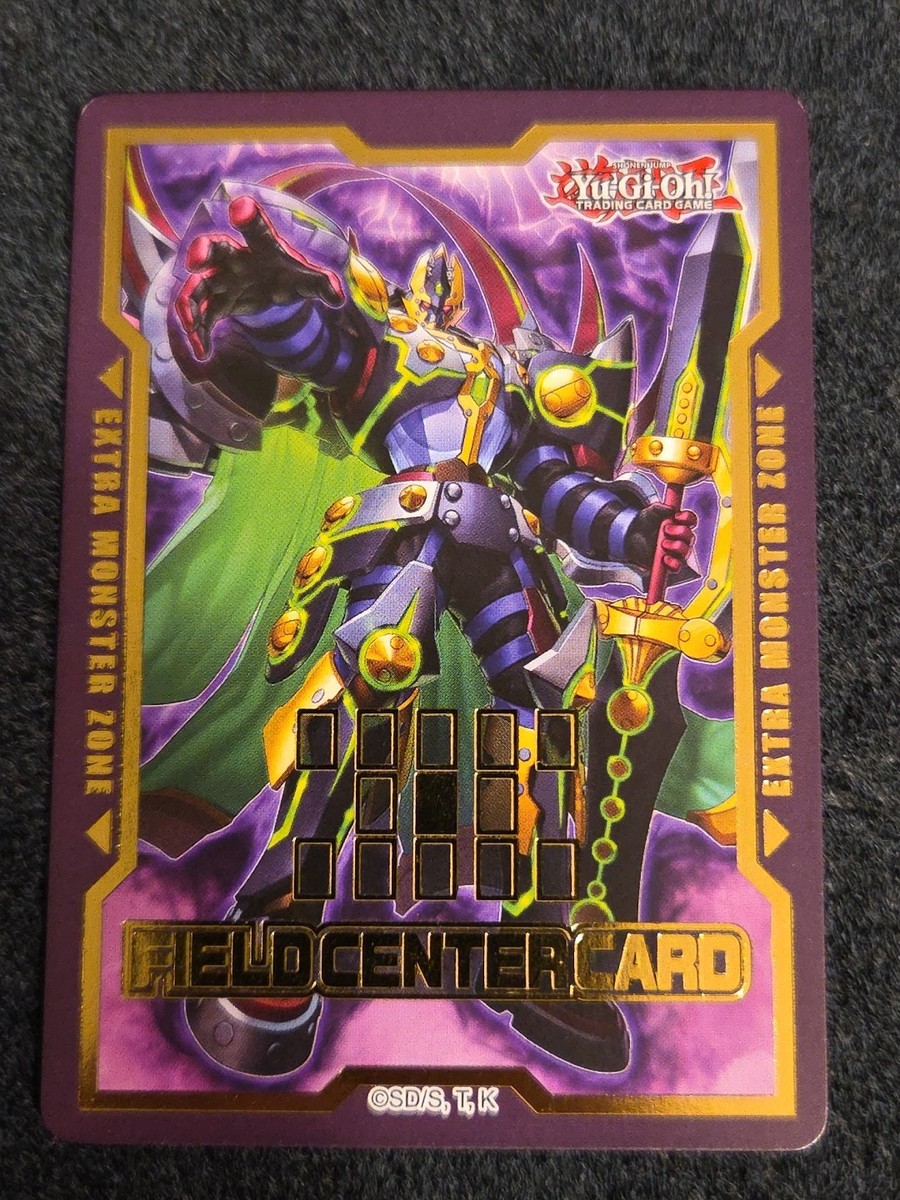 SHONEN JUMP
Yu-Gi-Oh!
TRADING CARD GAME
EXTRA MONSTER ZONE
EXTRA MONSTER ZONE
FIELD CENTER CARD
©SD/S, T, K